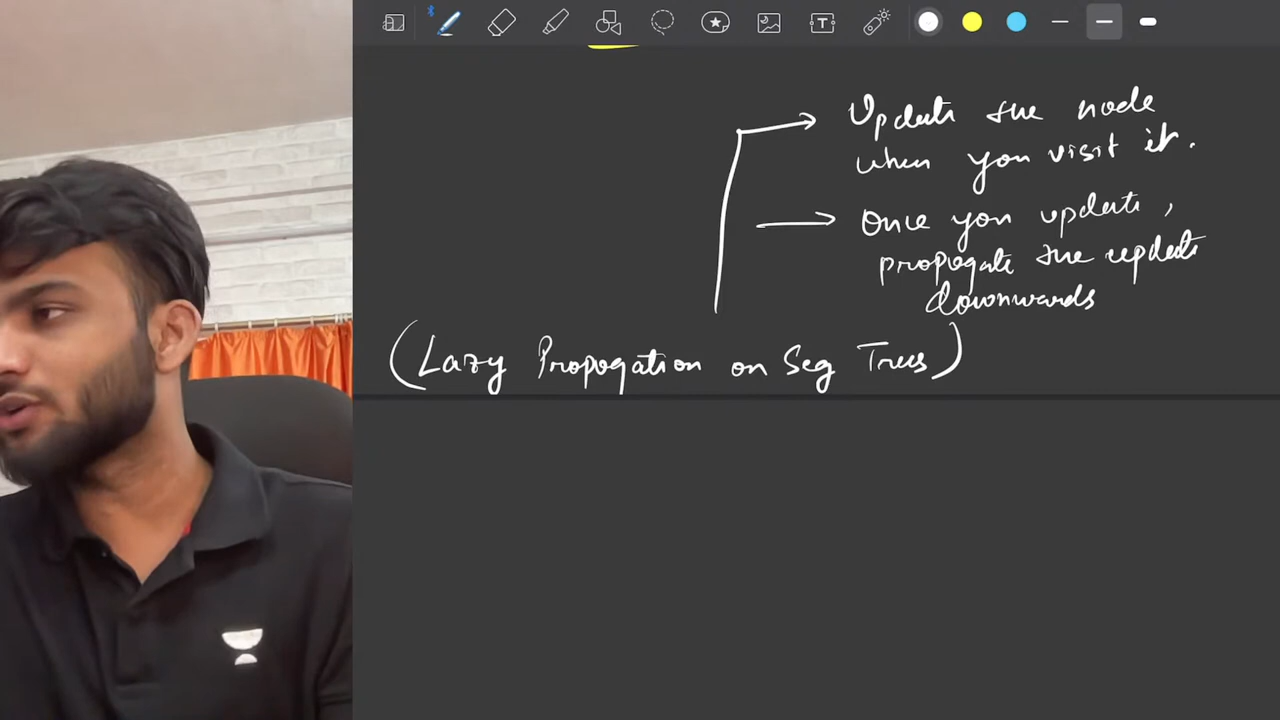 Update the node
when you visit it.
Once you update,
propogate the update
downwards
(Lazy Propogation on Seg Trees)